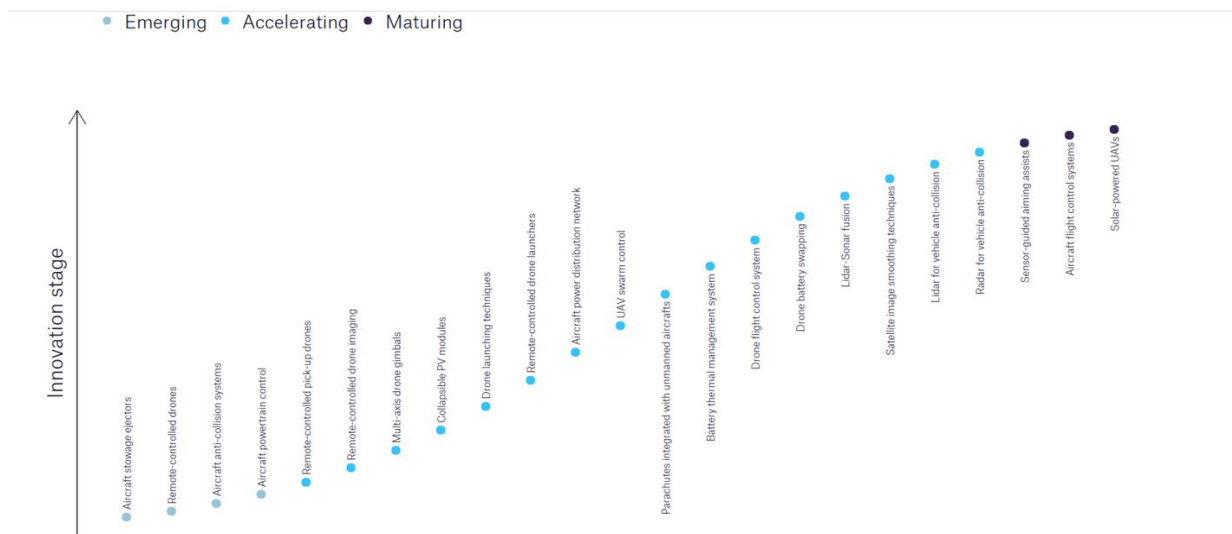 Emerging
Accelerating
Maturing
Innovation stage
Aircraft stowage ejectors
Remote-controlled drones
Aircraft anti-collision systems
Aircraft powertrain control
Remote-controlled pick-up drones
Remote-controlled drone imaging
Multi-axis drone gimbals
Collapsible PV modules
Drone launching techniques
Remote-controlled drone launchers
Aircraft power distribution network
UAV swarm control
Parachutes integrated with unmanned aircrafts
Battery thermal management system
Drone flight control system
Drone battery swapping
Lidar-Sonar fusion
Satellite image smoothing techniques
Lidar for vehicle anti-collision
Radar for vehicle anti-collision
Sensor-guided aiming assists
Aircraft flight control systems
Solar-powered UAVs